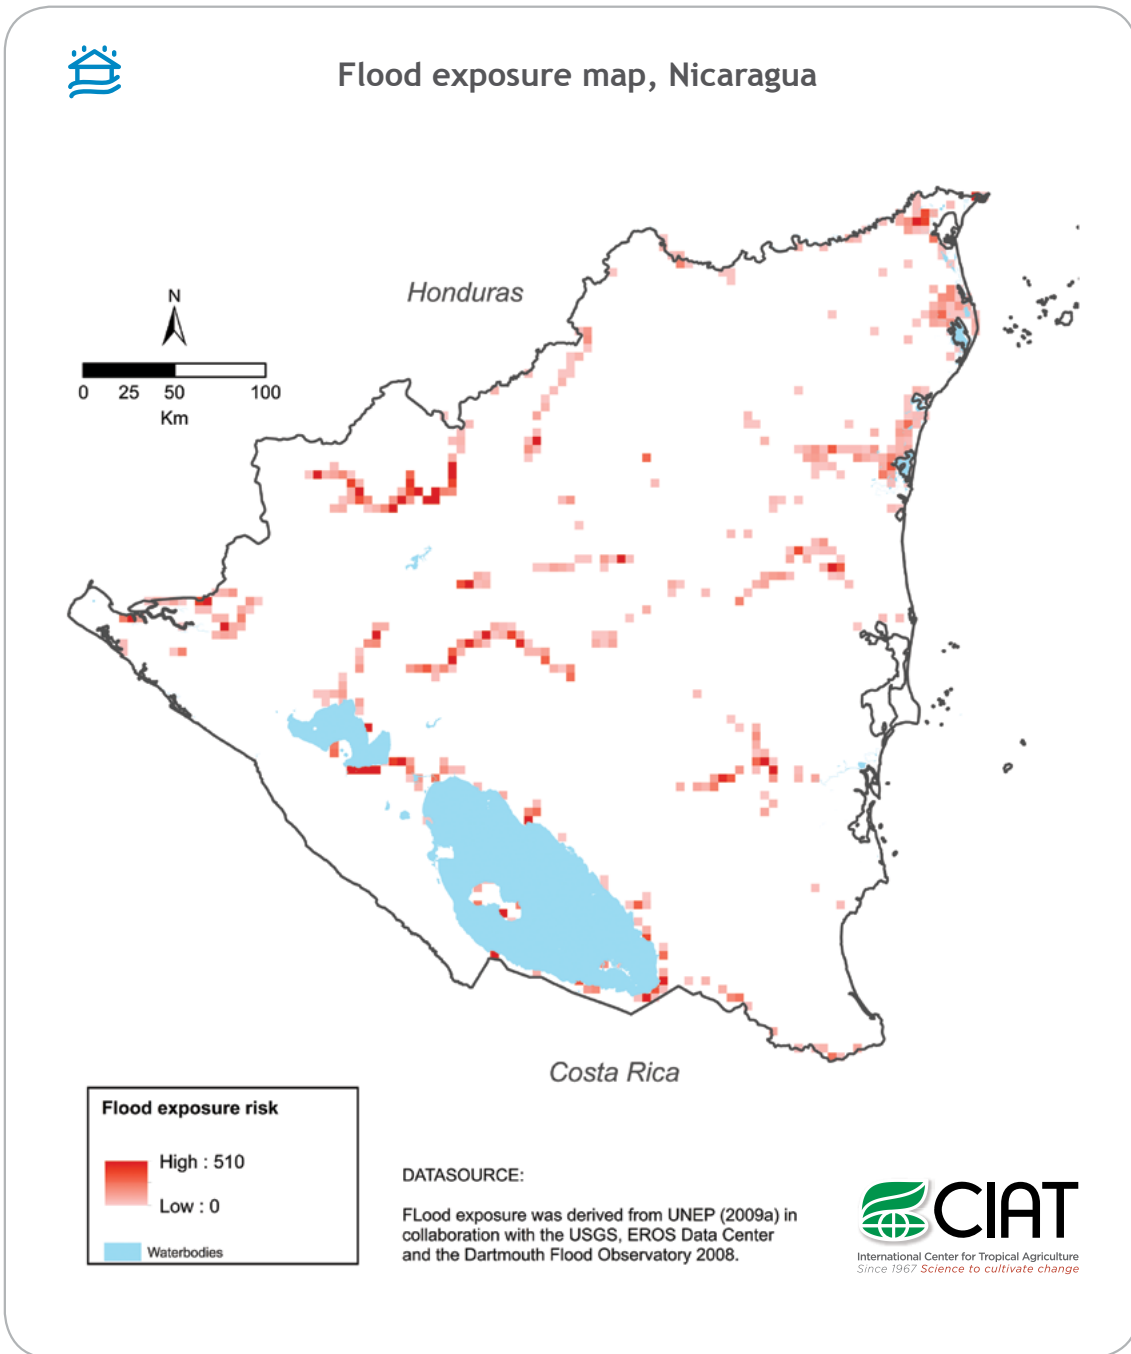 Flood exposure map, Nicaragua
Honduras
N
0 25 50 100
Km
Costa Rica
Flood exposure risk
High : 510
Low : 0
Waterbodies
DATASOURCE:
FLood exposure was derived from UNEP (2009a) in
collaboration with the USGS, EROS Data Center
and the Dartmouth Flood Observatory 2008.
CIAT
International Center for Tropical Agriculture
Since 1967 Science to cultivate change